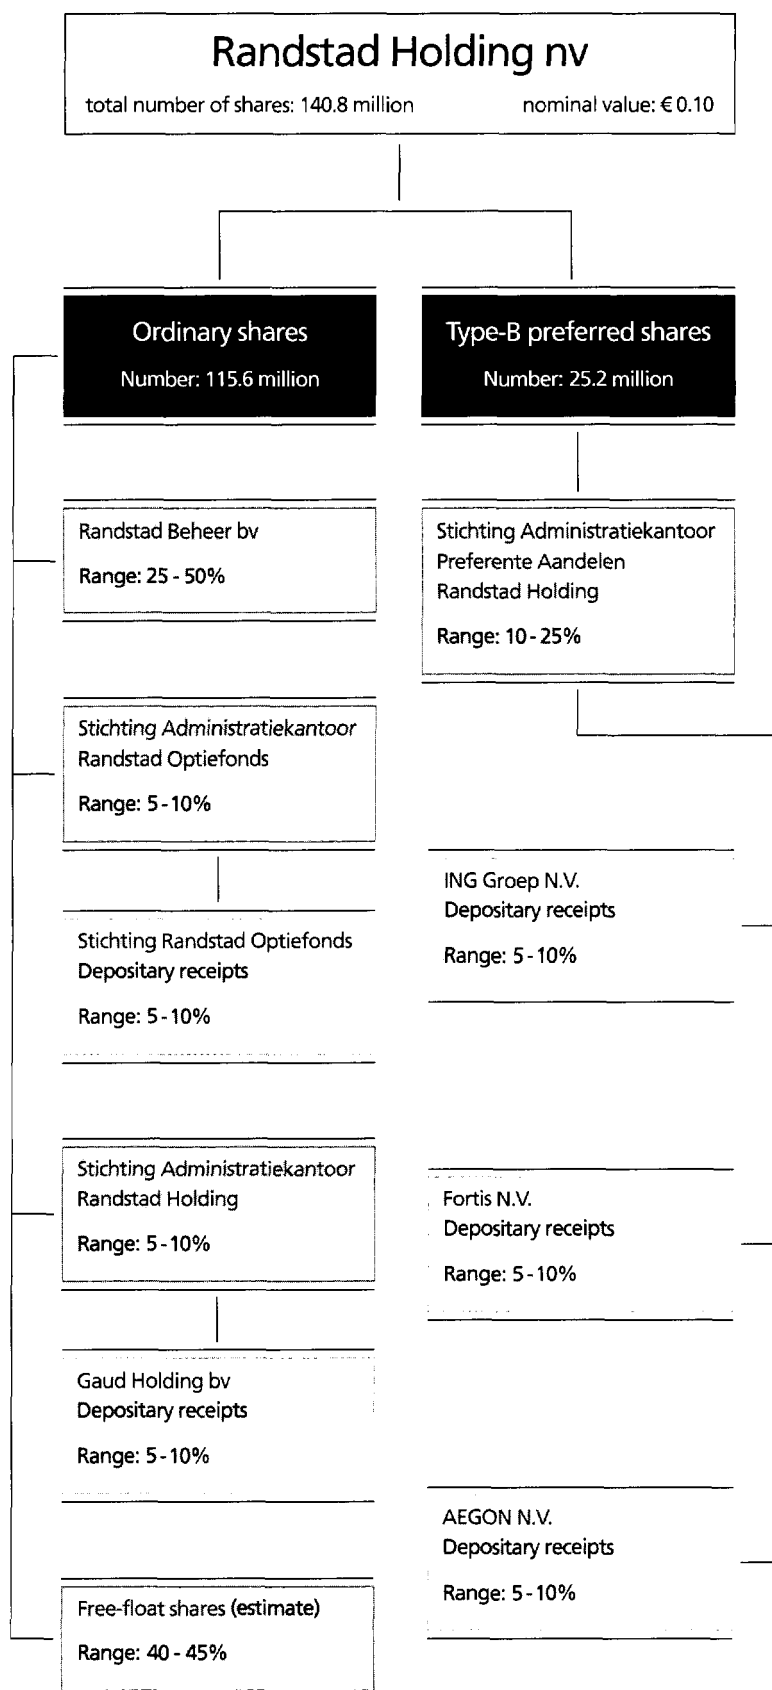 Randstad Holding nv
total number of shares: 140.8 million nominal value: € 0.10
Ordinary shares
Number: 115.6 million
Type-B preferred shares
Number: 25.2 million
Randstad Beheer bv
Range: 25 - 50%
Stichting Administratiekantoor
Randstad Optiefonds
Range: 5 - 10%
Stichting Randstad Optiefonds
Depositary receipts
Range: 5 - 10%
Stichting Administratiekantoor
Randstad Holding
Range: 5 - 10%
Gaud Holding bv
Depositary receipts
Range: 5 - 10%
Free-float shares (estimate)
Range: 40 - 45%
Stichting Administratiekantoor
Preferente Aandelen
Randstad Holding
Range: 10 - 25%
ING Groep N.V.
Depositary receipts
Range: 5 - 10%
Fortis N.V.
Depositary receipts
Range: 5 - 10%
AEGON N.V.
Depositary receipts
Range: 5 - 10%